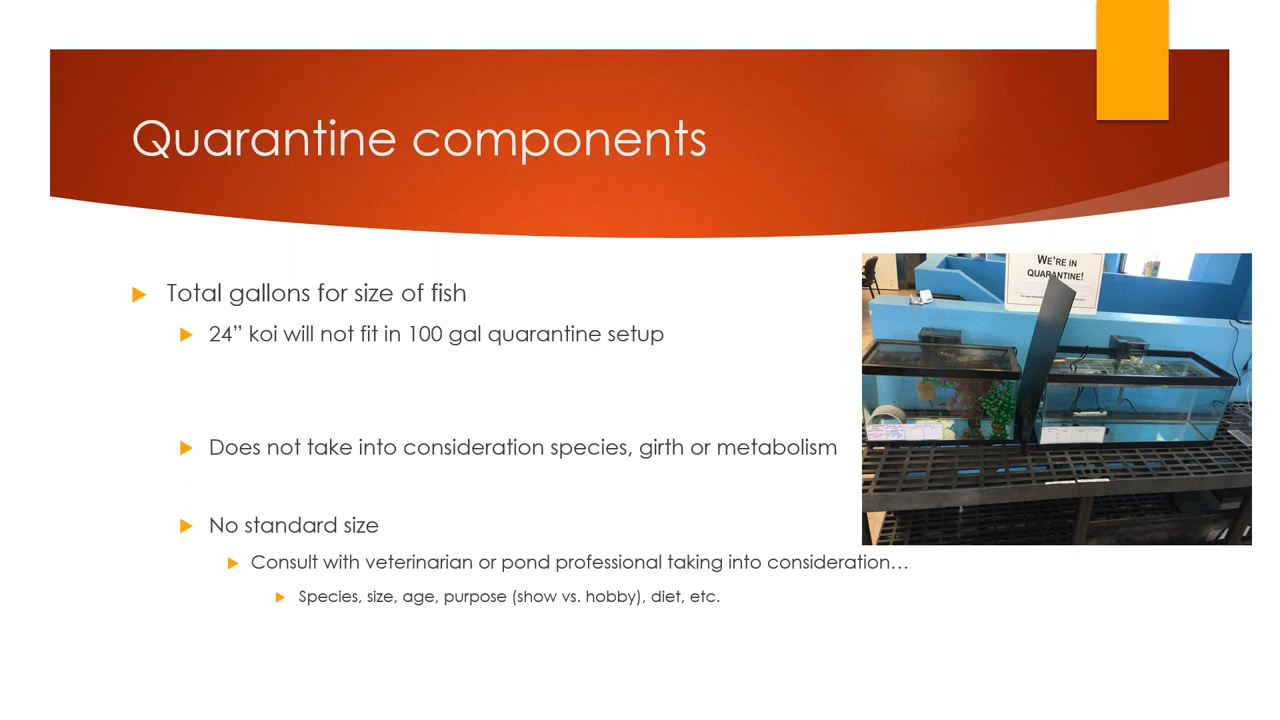 Quarantine components
Total gallons for size of fish
24” koi will not fit in 100 gal quarantine setup
Does not take into consideration species, girth or metabolism
No standard size
Consult with veterinarian or pond professional taking into consideration…
Species, size, age, purpose (show vs. hobby), diet, etc.
WE'RE IN
QUARANTINE!